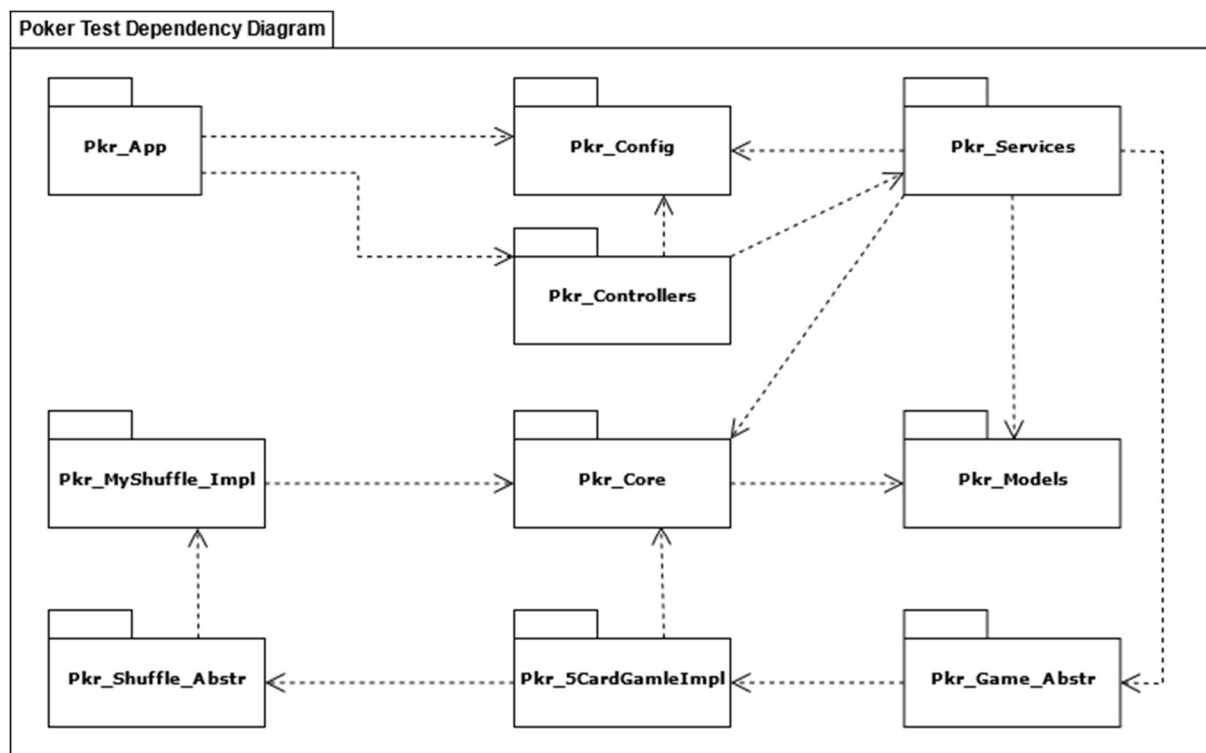 Poker Test Dependency Diagram
Pkr_App
Pkr_Config
Pkr_Services
Pkr_Controllers
Pkr_MyShuffle_Impl
Pkr_Core
Pkr_Models
Pkr_Shuffle_Abstr
Pkr_5CardGamleImpl
Pkr_Game_Abstr